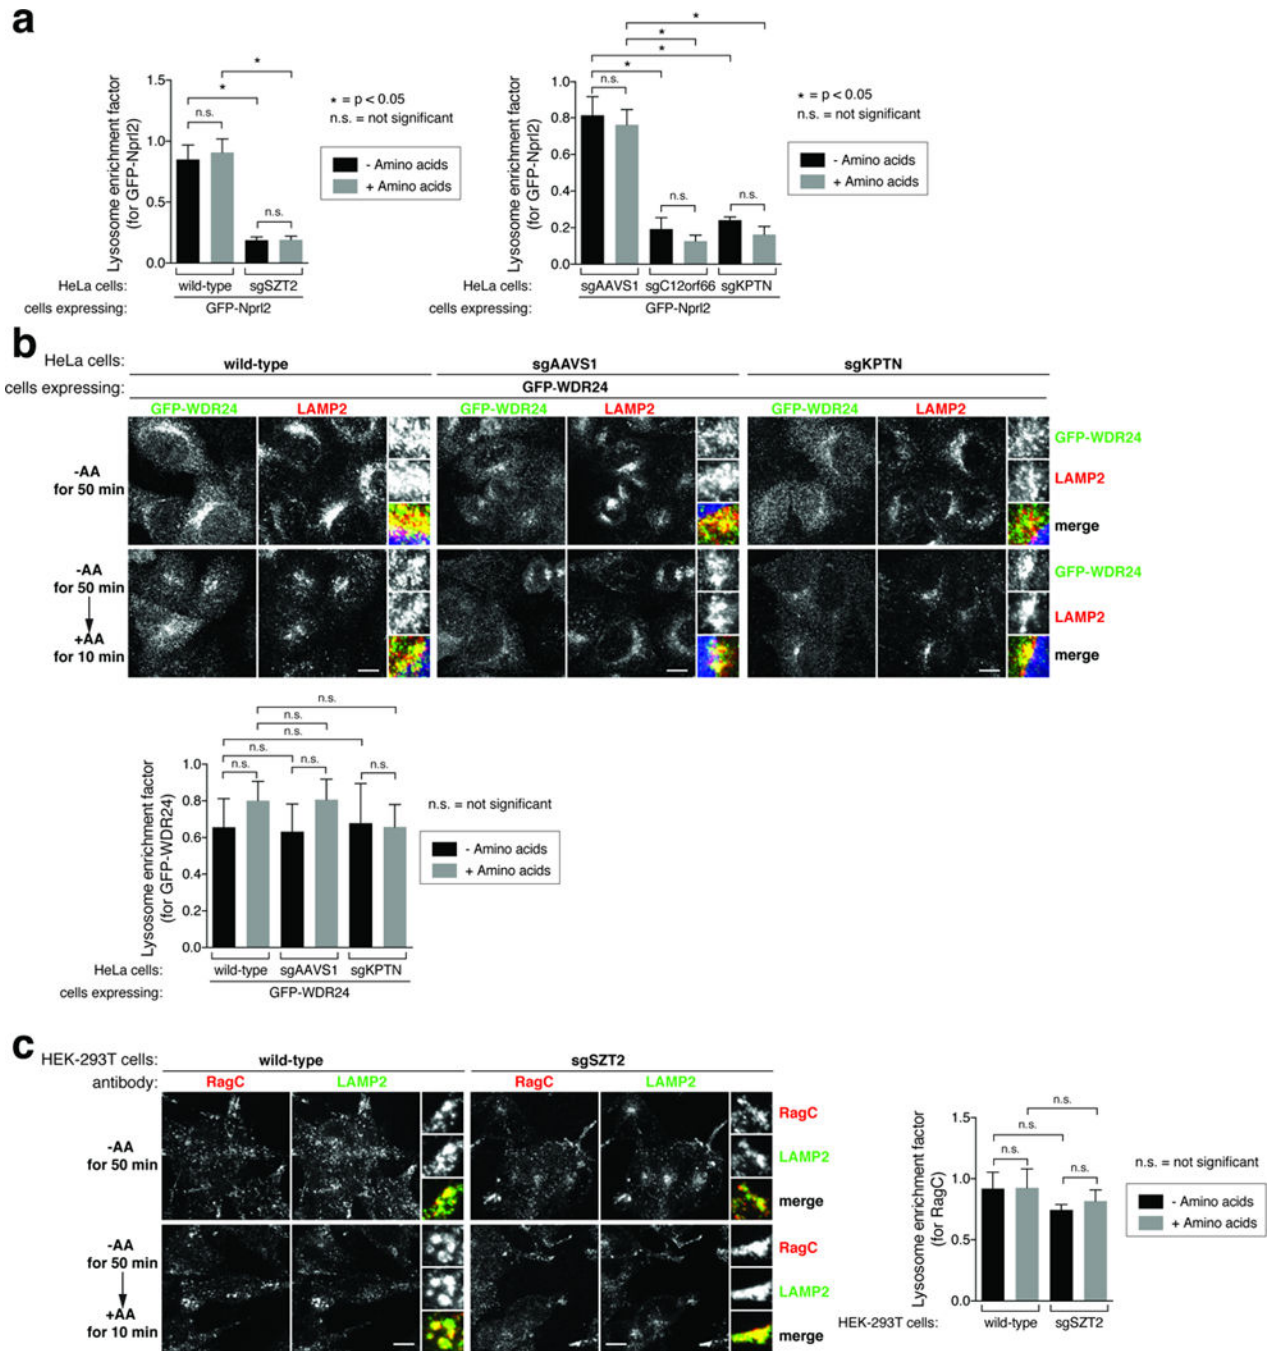 a
1.5
1.0
0.5
0.0
Lysosome enrichment factor
(for GFP-Nprl2)
*
*
n.s.
n.s.
* = p < 0.05
n.s. = not significant
- Amino acids
+ Amino acids
HeLa cells:
wild-type
sgSZT2
cells expressing:
GFP-Nprl2
1.0
0.8
0.6
0.4
0.2
0.0
Lysosome enrichment factor
(for GFP-Nprl2)
*
*
*
*
n.s.
n.s.
n.s.
* = p < 0.05
n.s. = not significant
- Amino acids
+ Amino acids
HeLa cells:
sgAAVS1 sgC12orf66 sgKPTN
cells expressing:
GFP-Nprl2
b
HeLa cells:
wild-type
sgAAVS1
sgKPTN
cells expressing:
GFP-WDR24
GFP-WDR24
LAMP2
GFP-WDR24
LAMP2
GFP-WDR24
LAMP2
-AA
for 50 min
GFP-WDR24
LAMP2
merge
-AA
for 50 min
+AA
for 10 min
GFP-WDR24
LAMP2
merge
n.s.
n.s.
n.s.
n.s.
n.s.
n.s.
n.s.
1.0
0.8
0.6
0.4
0.2
0.0
Lysosome enrichment factor
(for GFP-WDR24)
n.s. = not significant
- Amino acids
+ Amino acids
HeLa cells:
wild-type
sgAAVS1
sgKPTN
cells expressing:
GFP-WDR24
c
HEK-293T cells:
wild-type
sgSZT2
antibody:
RagC
LAMP2
RagC
LAMP2
-AA
for 50 min
RagC
LAMP2
merge
-AA
for 50 min
+AA
for 10 min
RagC
LAMP2
merge
1.5
1.0
0.5
0.0
Lysosome enrichment factor
(for RagC)
n.s.
n.s.
n.s.
n.s.
n.s. = not significant
- Amino acids
+ Amino acids
HEK-293T cells:
wild-type
sgSZT2